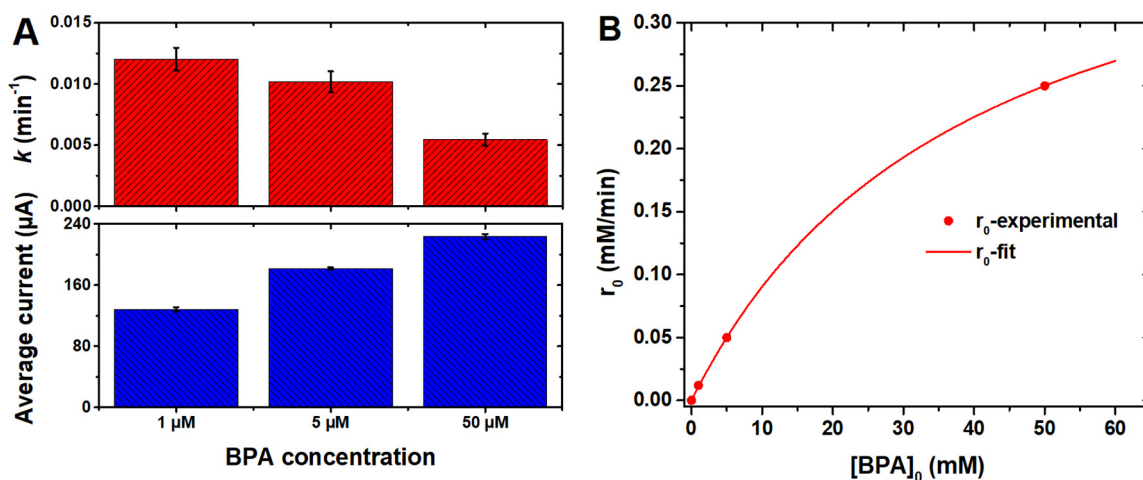 A
0.015
0.010
0.005
0.000
k (min⁻¹)
240
160
80
0
Average current (µA)
1 µM 5 µM 50 µM
BPA concentration
B
0.30
0.25
0.20
0.15
0.10
0.05
0.00
r₀ (mM/min)
r₀-experimental
r₀-fit
0 10 20 30 40 50 60
[BPA]₀ (mM)